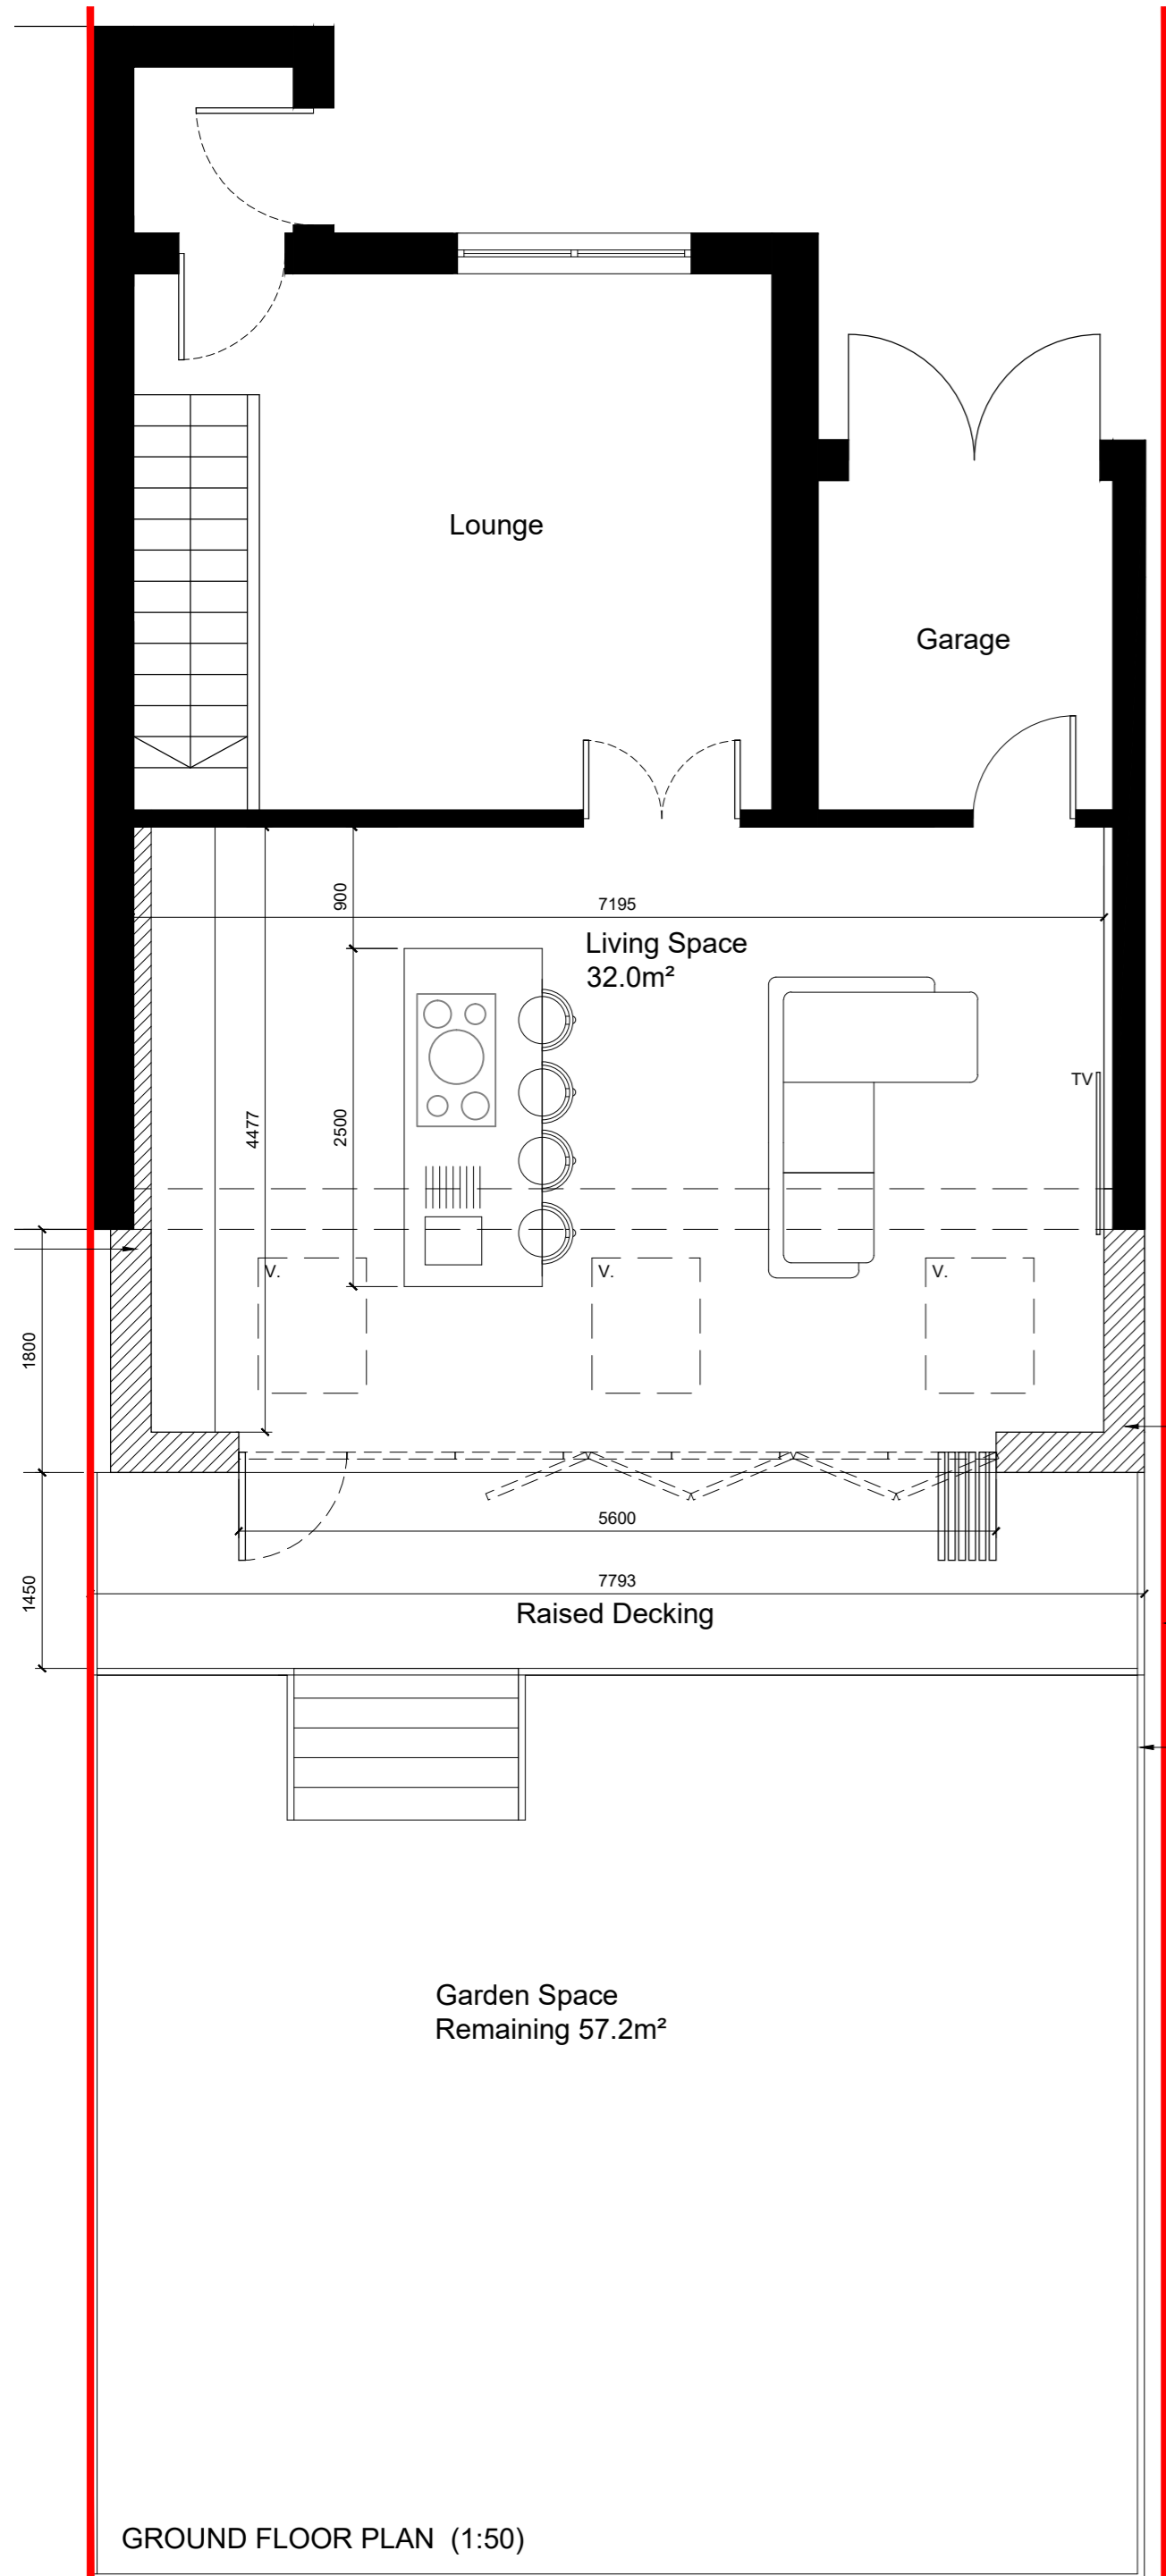 Lounge
Garage
900
7195
Living Space
32.0m²
TV
4477
2500
V.
V.
V.
1800
5600
7793
1450
Raised Decking
Garden Space
Remaining 57.2m²
GROUND FLOOR PLAN (1:50)